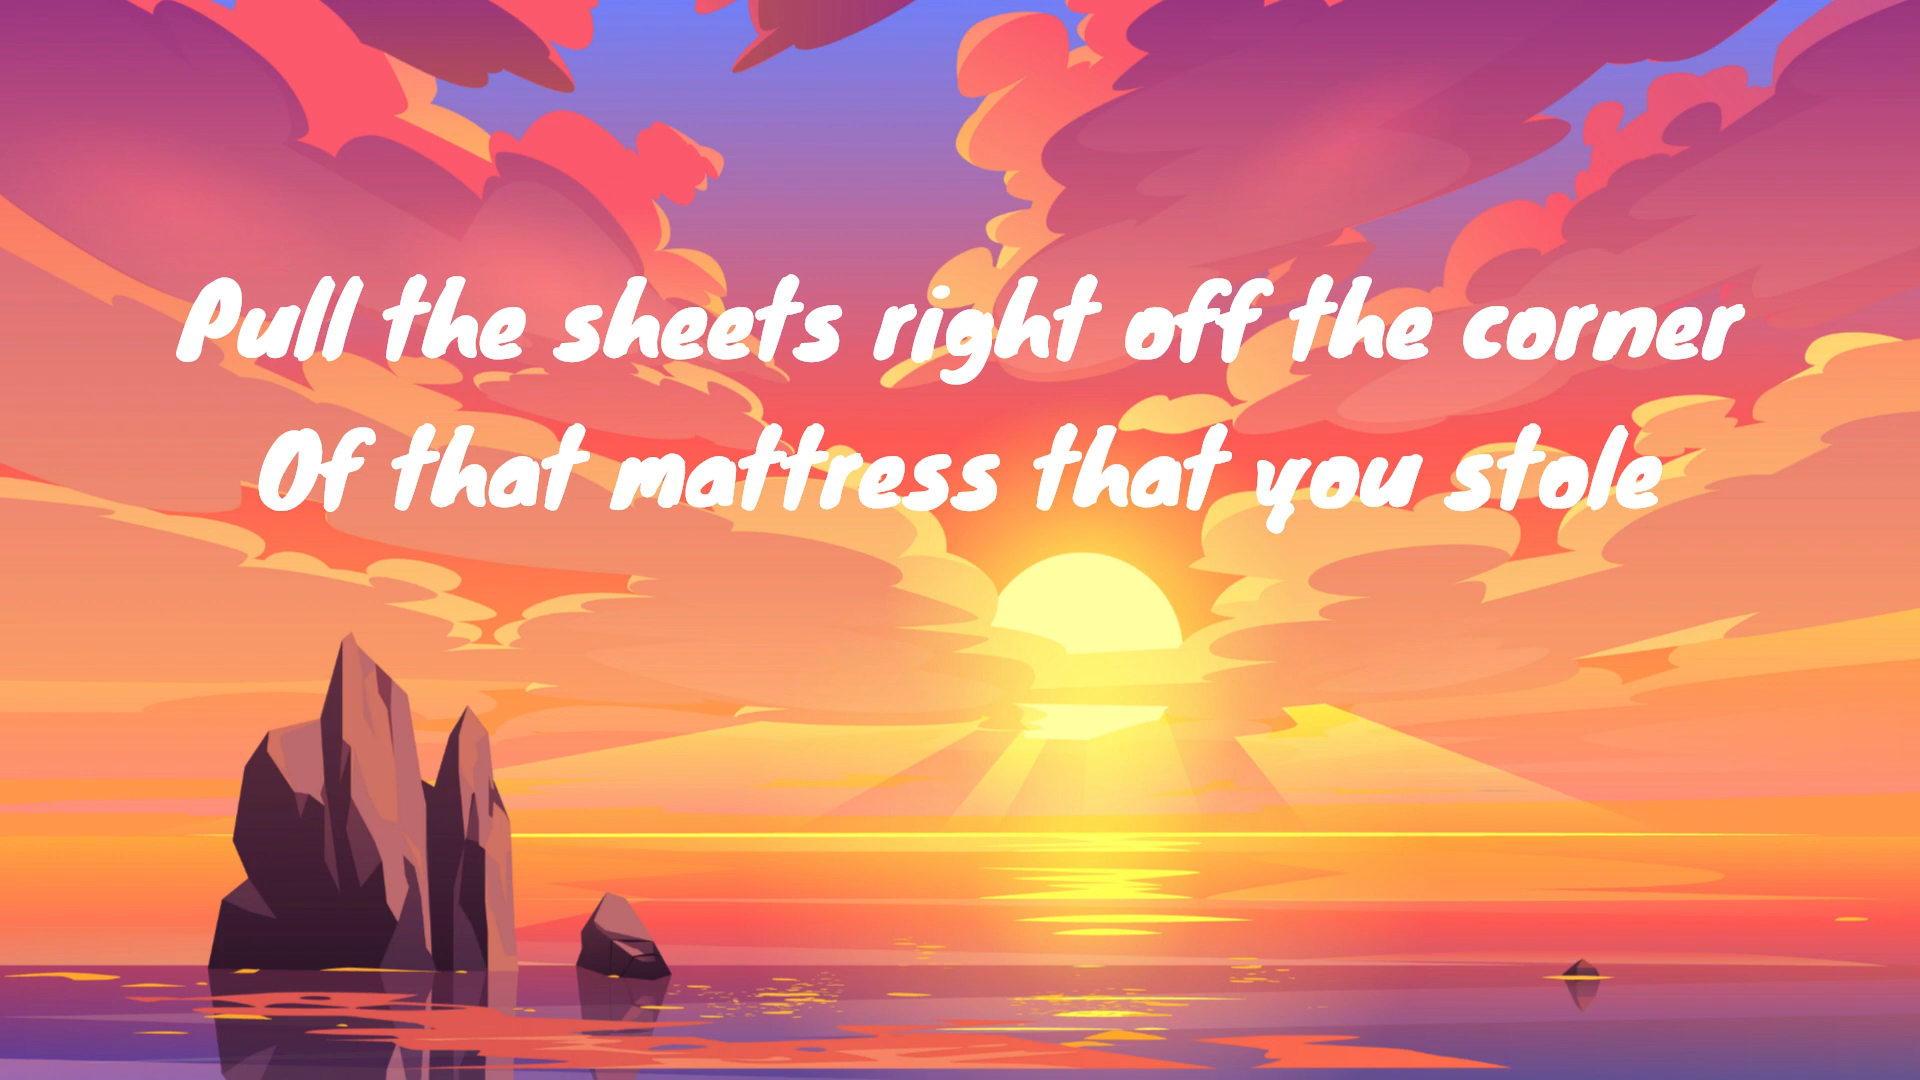 Pull the sheets right off the corner
Of that mattress that you stole